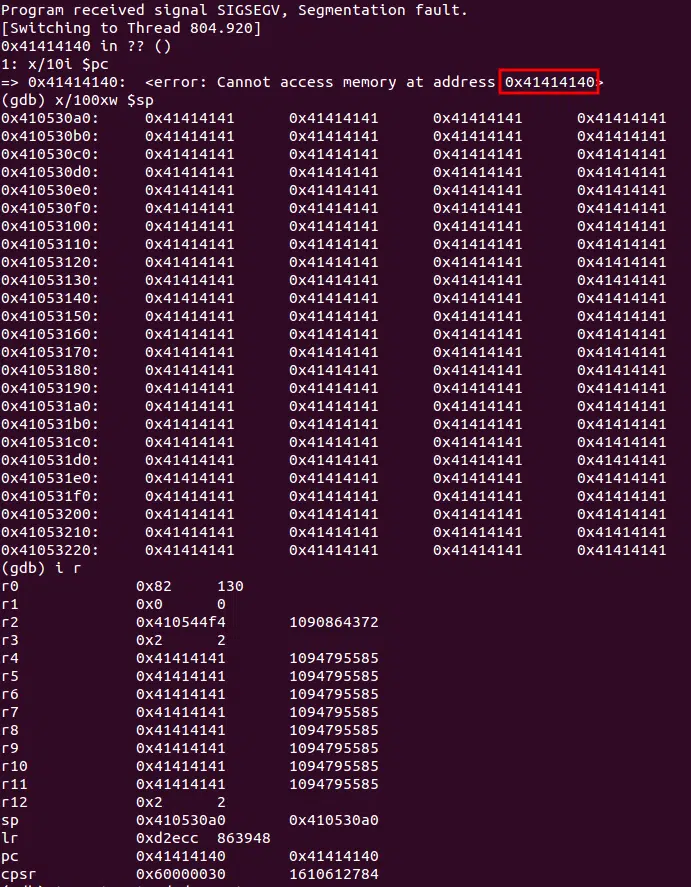 Program received signal SIGSEGV, Segmentation fault.
[Switching to Thread 804.920]
0x41414140 in ?? ()
1: x/10i $pc
=> 0x41414140:  <error: Cannot access memory at address 0x41414140>
(gdb) x/100xw $sp
0x410530a0:     0x41414141      0x41414141      0x41414141      0x41414141
0x410530b0:     0x41414141      0x41414141      0x41414141      0x41414141
0x410530c0:     0x41414141      0x41414141      0x41414141      0x41414141
0x410530d0:     0x41414141      0x41414141      0x41414141      0x41414141
0x410530e0:     0x41414141      0x41414141      0x41414141      0x41414141
0x410530f0:     0x41414141      0x41414141      0x41414141      0x41414141
0x41053100:     0x41414141      0x41414141      0x41414141      0x41414141
0x41053110:     0x41414141      0x41414141      0x41414141      0x41414141
0x41053120:     0x41414141      0x41414141      0x41414141      0x41414141
0x41053130:     0x41414141      0x41414141      0x41414141      0x41414141
0x41053140:     0x41414141      0x41414141      0x41414141      0x41414141
0x41053150:     0x41414141      0x41414141      0x41414141      0x41414141
0x41053160:     0x41414141      0x41414141      0x41414141      0x41414141
0x41053170:     0x41414141      0x41414141      0x41414141      0x41414141
0x41053180:     0x41414141      0x41414141      0x41414141      0x41414141
0x41053190:     0x41414141      0x41414141      0x41414141      0x41414141
0x410531a0:     0x41414141      0x41414141      0x41414141      0x41414141
0x410531b0:     0x41414141      0x41414141      0x41414141      0x41414141
0x410531c0:     0x41414141      0x41414141      0x41414141      0x41414141
0x410531d0:     0x41414141      0x41414141      0x41414141      0x41414141
0x410531e0:     0x41414141      0x41414141      0x41414141      0x41414141
0x410531f0:     0x41414141      0x41414141      0x41414141      0x41414141
0x41053200:     0x41414141      0x41414141      0x41414141      0x41414141
0x41053210:     0x41414141      0x41414141      0x41414141      0x41414141
0x41053220:     0x41414141      0x41414141      0x41414141      0x41414141
(gdb) i r
r0             0x82     130
r1             0x0      0
r2             0x410544f4       1090864372
r3             0x2      2
r4             0x41414141       1094795585
r5             0x41414141       1094795585
r6             0x41414141       1094795585
r7             0x41414141       1094795585
r8             0x41414141       1094795585
r9             0x41414141       1094795585
r10            0x41414141       1094795585
r11            0x41414141       1094795585
r12            0x2      2
sp             0x410530a0       0x410530a0
lr             0xd2ecc  863948
pc             0x41414140       0x41414140
cpsr           0x60000030       1610612784